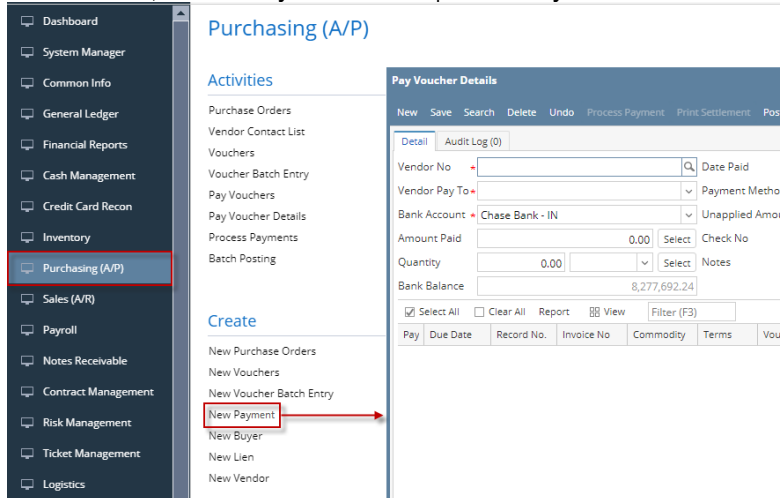 Dashboard
System Manager
Common Info
General Ledger
Financial Reports
Cash Management
Credit Card Recon
Inventory
Purchasing (A/P)
Sales (A/R)
Payroll
Notes Receivable
Contract Management
Risk Management
Ticket Management
Logistics
Purchasing (A/P)
Activities
Purchase Orders
Vendor Contact List
Vouchers
Voucher Batch Entry
Pay Vouchers
Pay Voucher Details
Process Payments
Batch Posting
Create
New Purchase Orders
New Vouchers
New Voucher Batch Entry
New Payment
New Buyer
New Lien
New Vendor
Pay Voucher Details
New Save Search Delete Undo Process Payment Print Settlement Pos
Detail Audit Log (0)
Vendor No * Date Paid
Vendor Pay To* Payment Metho
Bank Account * Chase Bank - IN Unapplied Amo
Amount Paid 0.00 Select Check No
Quantity 0.00 Select Notes
Bank Balance 8,277,692.24
Select All Clear All Report View Filter (F3)
Pay Due Date Record No. Invoice No Commodity Terms Vou